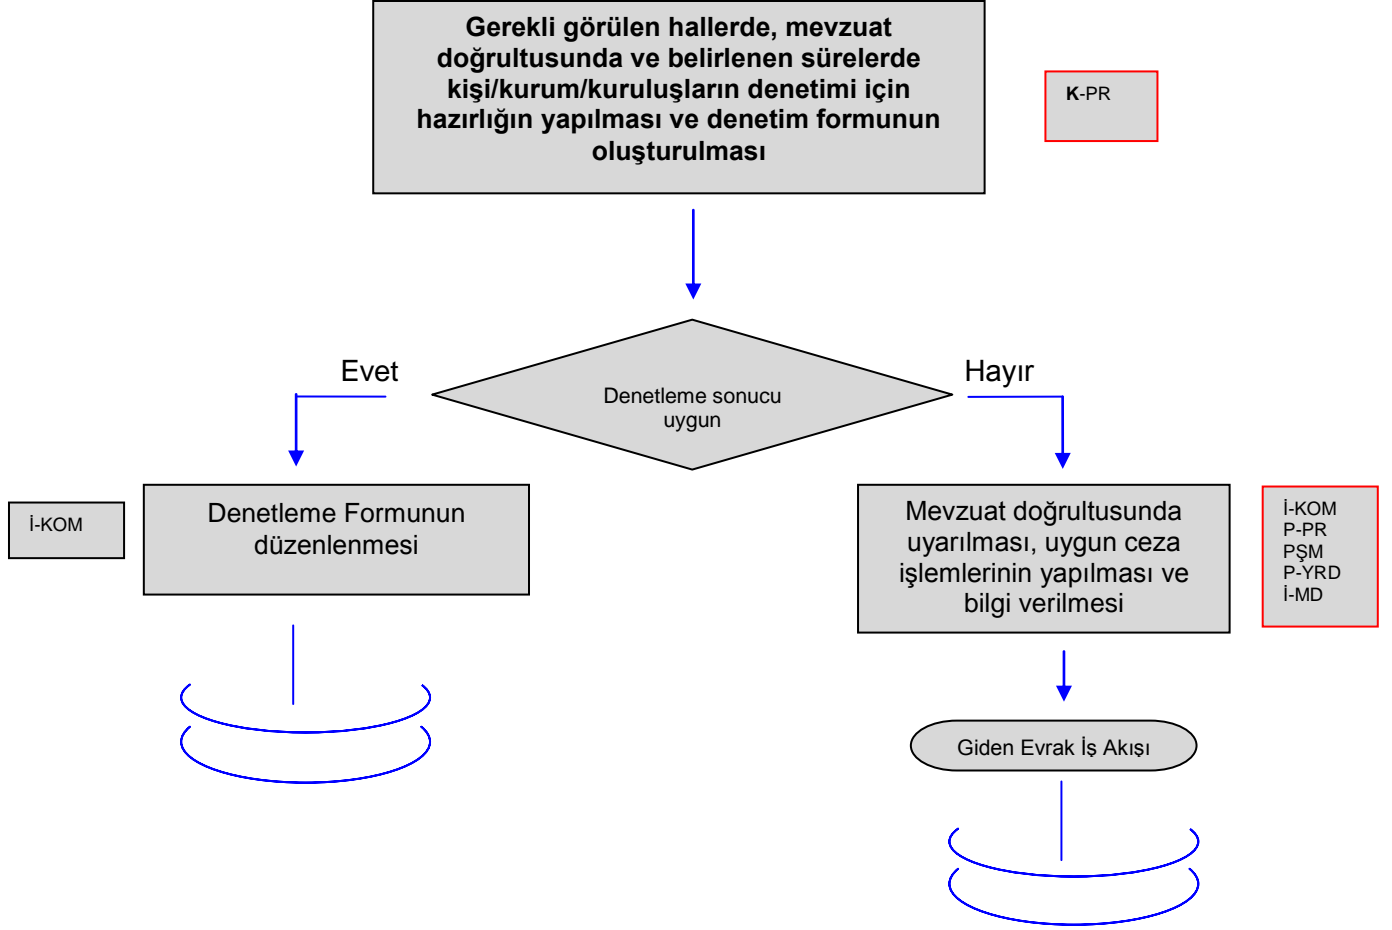 Gerekli görülen hallerde, mevzuat
doğrultusunda ve belirlenen sürelerde
kişi/kurum/kuruluşların denetimi için
hazırlığın yapılması ve denetim formunun
oluşturulması
K-PR
Evet
Hayır
Denetleme sonucu
uygun
İ-KOM
Denetleme Formunun
düzenlenmesi
Mevzuat doğrultusunda
uyarılması, uygun ceza
işlemlerinin yapılması ve
bilgi verilmesi
İ-KOM
P-PR
PŞM
P-YRD
İ-MD
Giden Evrak İş Akışı